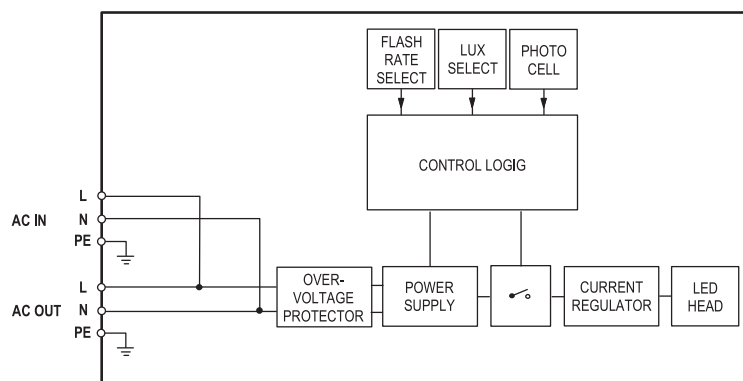 FLASH
RATE
SELECT
LUX
SELECT
PHOTO
CELL
CONTROL LOGIG
AC IN
L
N
PE
AC OUT
L
N
PE
OVER-
VOLTAGE
PROTECTOR
POWER
SUPPLY
CURRENT
REGULATOR
LED
HEAD